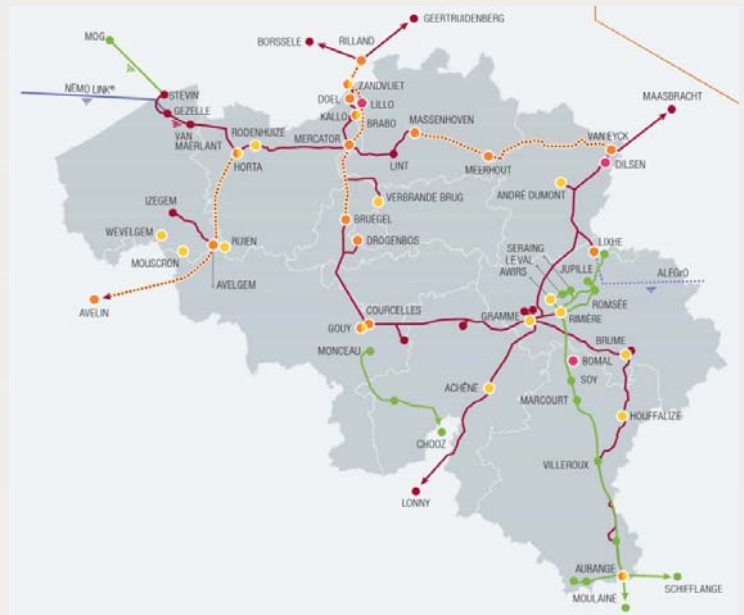 GEERTRUIDENBERG
MOG
BORSSELE
RILLAND
ZANDVLIET
NEMO LINK®
STEVIN
DOEL
LILLO
MAASBRACHT
GEZELLE
KALLO
BRABO
MASSENHOVEN
VAN
MAERLANT
RODENHUIZE
MERCATOR
VAN EYCK
HORTA
LINT
MEERHOUT
DILSEN
IZEGEM
VERBRANDE BRUG
ANDRÉ DUMONT
WEVELGEM
BRUEGEL
RUIEN
DROGENBOS
SERAING
LIXHE
MOUSCRON
LE VAL
JUPILLE
AWIRS
ALEGrO
AVELGEM
ROMSÉE
AVELIN
COURCELLES
GRAMME
RIMIÈRE
GOUY
BRUME
MONCEAU
BOMAL
ACHÊNE
SOY
MARCOURT
HOUFFALIZE
CHOOZ
VILLEROUX
LONNY
AUBANGE
SCHIFFLANGE
MOULAINE